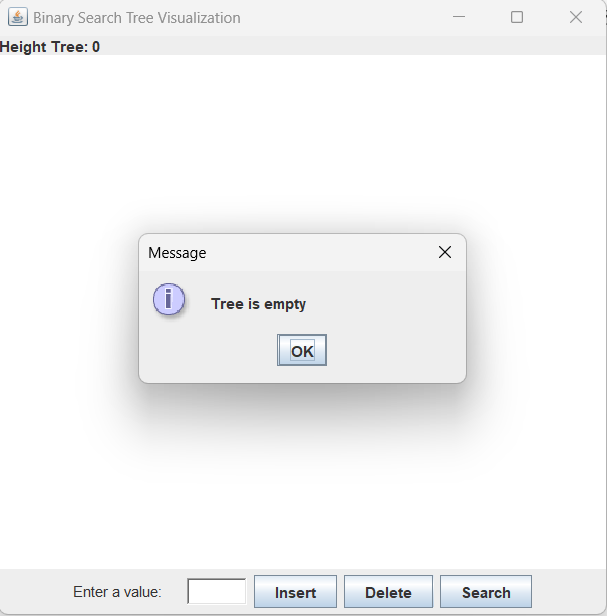 Binary Search Tree Visualization
Height Tree: 0
Message
i
Tree is empty
OK
Enter a value:
Insert
Delete
Search